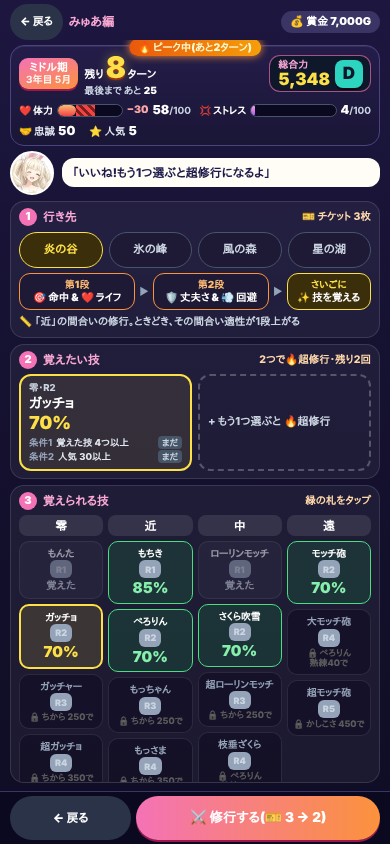 ← 戻る
みゅあ編
💰 賞金 7,000G
🔥 ピーク中(あと2ターン)
ミドル期
3年目 5月
残り8ターン
最後まで あと 25
総合力
5,348 D
❤️ 体力 −30 58/100 💢 ストレス 4/100
🤝 忠誠 50 ⭐ 人気 5
「いいね!もう1つ選ぶと超修行になるよ」
1 行き先
🎫 チケット 3枚
炎の谷 氷の峰 風の森 星の湖
第1段
🎯 命中 & ❤️ ライフ
▶
第2段
🛡️ 丈夫さ & 💨 回避
▶
さいごに
✨ 技を覚える
📏 「近」の間合いの修行。ときどき、その間合い適性が1段上がる
2 覚えたい技
2つで🔥超修行・残り2回
零・R2
ガッチョ
70%
条件1 覚えた技 4つ以上 まだ
条件2 人気 30以上 まだ
+ もう1つ選ぶと 🔥超修行
3 覚えられる技
緑の札をタップ
零 近 中 遠
もんた
R1
覚えた
もちき
R1
85%
ローリンモッチ
R1
覚えた
モッチ砲
R2
70%
ガッチョ
R2
70%
ぺろりん
R2
70%
さくら吹雪
R2
70%
大モッチ砲
R4
🔒 ぺろりん
熟練40で
ガッチャー
R3
🔒 ちから 250で
もっちゃん
R3
🔒 ちから 250で
超ローリンモッチ
R3
🔒 ちから 250で
超モッチ砲
R5
🔒 かしこさ 450で
超ガッチョ
R4
🔒 ちから 350で
もっさま
R4
🔒 ちから 350で
枝垂ざくら
R4
🔒 ぺろりん
← 戻る
⚔️ 修行する(🎫 3 → 2)